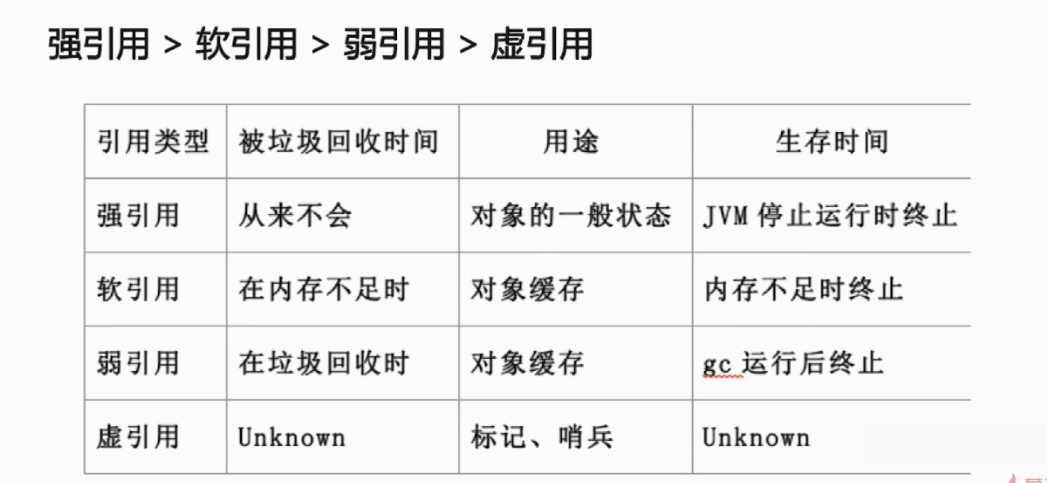 强引用 > 软引用 > 弱引用 > 虚引用
引用类型 被垃圾回收时间 用途 生存时间
强引用 从来不会 对象的一般状态 JVM 停止运行时终止
软引用 在内存不足时 对象缓存 内存不足时终止
弱引用 在垃圾回收时 对象缓存 gc 运行后终止
虚引用 Unknown 标记、哨兵 Unknown